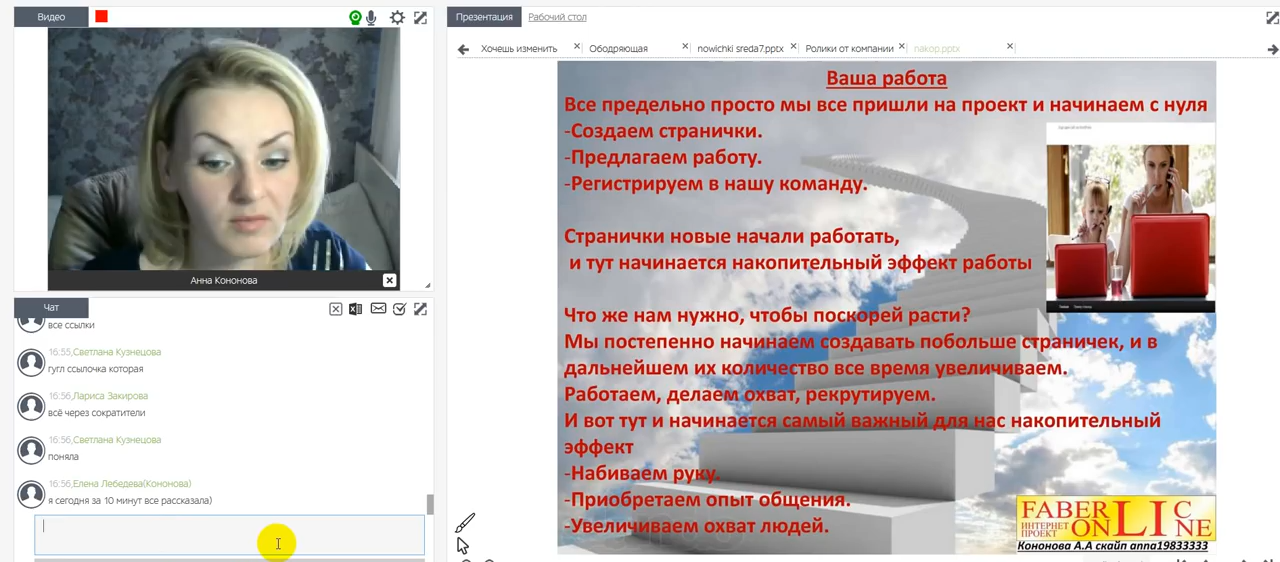 Видео
Анна Кононова
Чат
все ссылки
16:55,Светлана Кузнецова
гугл ссылочка которая
16:56,Лариса Закирова
всё через сократители
16:56,Светлана Кузнецова
поняла
16:56,Елена Лебедева(Кононова)
я сегодня за 10 минут все рассказала)
Презентация Рабочий стол
Хочешь изменить Ободряющая nowichki sreda7.pptx Ролики от компании nakop.pptx
Ваша работа
Все предельно просто мы все пришли на проект и начинаем с нуля
-Создаем странички.
-Предлагаем работу.
-Регистрируем в нашу команду.
Странички новые начали работать,
и тут начинается накопительный эффект работы
Что же нам нужно, чтобы поскорей расти?
Мы постепенно начинаем создавать побольше страничек, и в
дальнейшем их количество все время увеличиваем.
Работаем, делаем охват, рекрутируем.
И вот тут и начинается самый важный для нас накопительный
эффект
-Набиваем руку.
-Приобретаем опыт общения.
-Увеличиваем охват людей.
FABERLIC
ИНТЕРНЕТ ПРОЕКТ
ONLINE
Кононова А.А скайп anna19833333